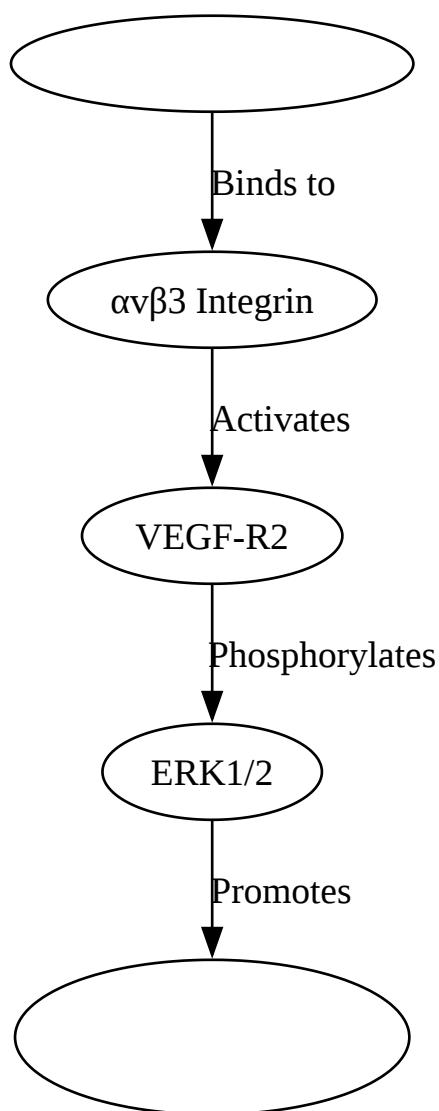 Binds to
αvβ3 Integrin
Activates
VEGF-R2
Phosphorylates
ERK1/2
Promotes